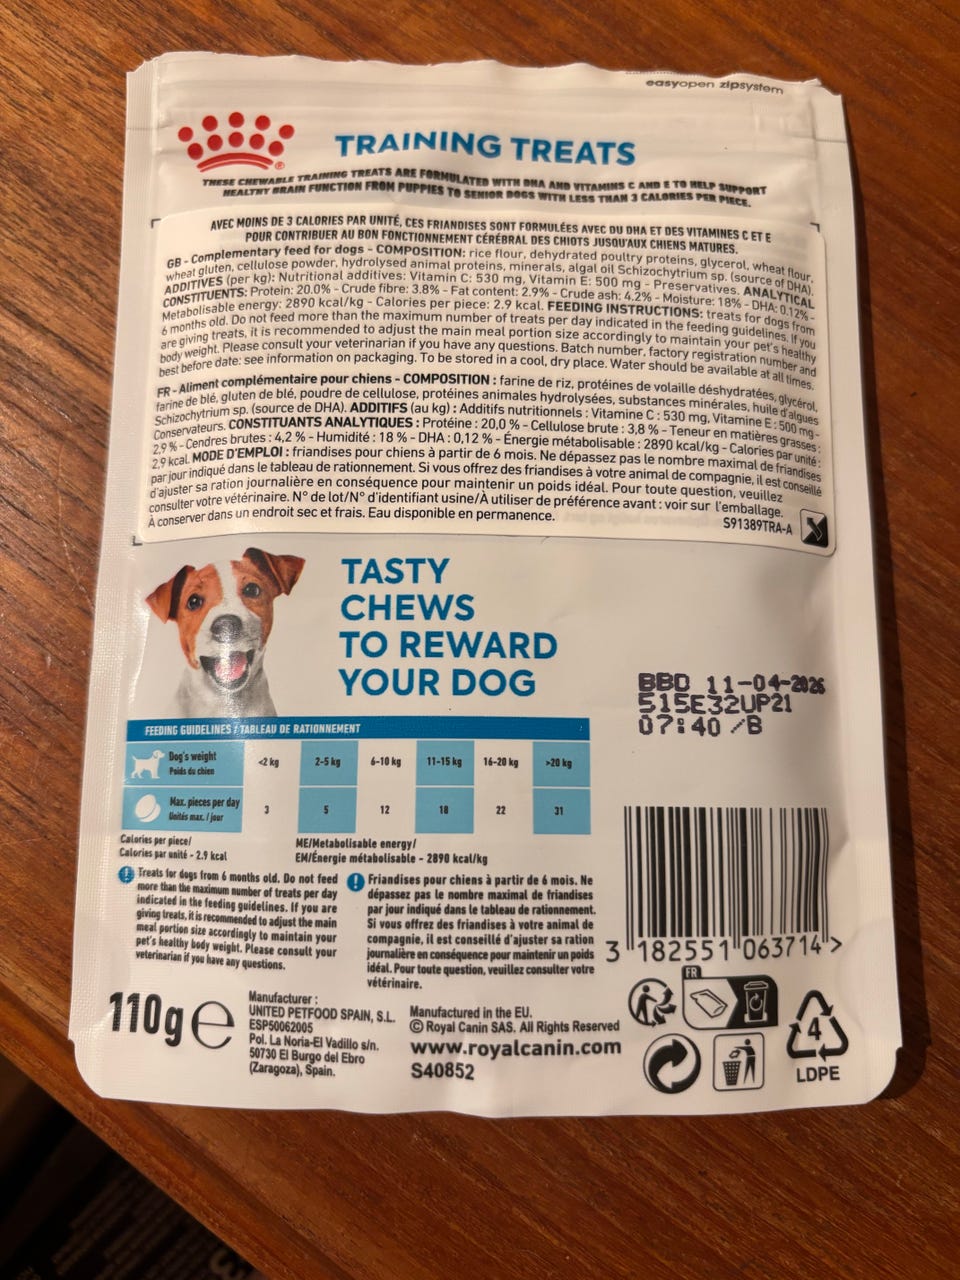 easyopen zipsystem
TRAINING TREATS
THESE CHEWABLE TRAINING TREATS ARE FORMULATED WITH DHA AND VITAMINS C AND E TO HELP SUPPORT
HEALTHY BRAIN FUNCTION FROM PUPPIES TO SENIOR DOGS WITH LESS THAN 3 CALORIES PER PIECE.
AVEC MOINS DE 3 CALORIES PAR UNITÉ, CES FRIANDISES SONT FORMULÉES AVEC DU DHA ET DES VITAMINES C ET E
POUR CONTRIBUER AU BON FONCTIONNEMENT CÉRÉBRAL DES CHIOTS JUSQU'AUX CHIENS MATURES.
GB - Complementary feed for dogs - COMPOSITION: rice flour, dehydrated poultry proteins, glycerol, wheat flour,
wheat gluten, cellulose powder, hydrolysed animal proteins, minerals, algal oil Schizochytrium sp. (source of DHA).
ADDITIVES (per kg): Nutritional additives: Vitamin C: 530 mg, Vitamin E: 500 mg - Preservatives. ANALYTICAL
CONSTITUENTS: Protein: 20.0% - Crude fibre: 3.8% - Fat content: 2.9% - Crude ash: 4.2% - Moisture: 18% - DHA: 0.12% -
Metabolisable energy: 2890 kcal/kg - Calories per piece: 2.9 kcal. FEEDING INSTRUCTIONS: treats for dogs from
6 months old. Do not feed more than the maximum number of treats per day indicated in the feeding guidelines. If you
are giving treats, it is recommended to adjust the main meal portion size accordingly to maintain your pet's healthy
body weight. Please consult your veterinarian if you have any questions. Batch number, factory registration number and
best before date: see information on packaging. To be stored in a cool, dry place. Water should be available at all times.
FR - Aliment complémentaire pour chiens - COMPOSITION : farine de riz, protéines de volaille déshydratées, glycérol,
farine de blé, gluten de blé, poudre de cellulose, protéines animales hydrolysées, substances minérales, huile d'algues
Schizochytrium sp. (source de DHA). ADDITIFS (au kg) : Additifs nutritionnels : Vitamine C : 530 mg, Vitamine E : 500 mg -
Conservateurs. CONSTITUANTS ANALYTIQUES : Protéine : 20,0 % - Cellulose brute : 3,8 % - Teneur en matières grasses :
2,9 % - Cendres brutes : 4,2 % - Humidité : 18 % - DHA : 0,12 % - Énergie métabolisable : 2890 kcal/kg - Calories par unité :
2,9 kcal. MODE D'EMPLOI : friandises pour chiens à partir de 6 mois. Ne dépassez pas le nombre maximal de friandises
par jour indiqué dans le tableau de rationnement. Si vous offrez des friandises à votre animal de compagnie, il est conseillé
d'ajuster sa ration journalière en conséquence pour maintenir un poids idéal. Pour toute question, veuillez
consulter votre vétérinaire. N° de lot/N° d'identifiant usine/À utiliser de préférence avant : voir sur l'emballage.
À conserver dans un endroit sec et frais. Eau disponible en permanence.
S91389TRA-A
TASTY
CHEWS
TO REWARD
YOUR DOG
BBD 11-04-2026
515E32UP21
07:40 /B
FEEDING GUIDELINES / TABLEAU DE RATIONNEMENT
Dog's weight
Poids du chien
<2 kg 2-5 kg 6-10 kg 11-15 kg 16-20 kg >20 kg
Max. pieces per day
Unités max. / jour
3 5 12 18 22 31
Calories per piece/
Calories par unité - 2.9 kcal
ME/Metabolisable energy/
EM/Énergie métabolisable - 2890 kcal/kg
Treats for dogs from 6 months old. Do not feed
more than the maximum number of treats per day
indicated in the feeding guidelines. If you are
giving treats, it is recommended to adjust the main
meal portion size accordingly to maintain your
pet's healthy body weight. Please consult your
veterinarian if you have any questions.
Friandises pour chiens à partir de 6 mois. Ne
dépassez pas le nombre maximal de friandises
par jour indiqué dans le tableau de rationnement.
Si vous offrez des friandises à votre animal de
compagnie, il est conseillé d'ajuster sa ration
journalière en conséquence pour maintenir un poids
idéal. Pour toute question, veuillez consulter votre
vétérinaire.
3 182551 063714 >
110g e
Manufacturer :
UNITED PETFOOD SPAIN, S.L.
ESP50062005
Pol. La Noria-El Vadillo s/n.
50730 El Burgo del Ebro
(Zaragoza), Spain.
Manufactured in the EU.
© Royal Canin SAS. All Rights Reserved
www.royalcanin.com
S40852
FR
4
LDPE